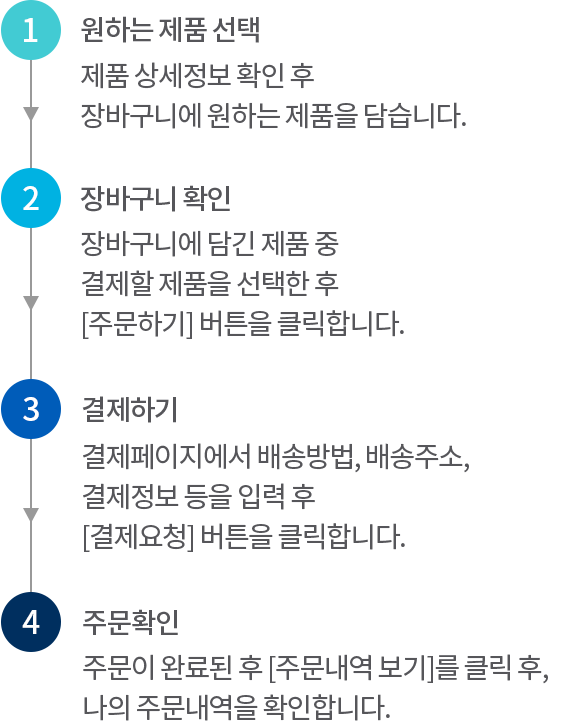 1 원하는 제품 선택
제품 상세정보 확인 후
장바구니에 원하는 제품을 담습니다.
2 장바구니 확인
장바구니에 담긴 제품 중
결제할 제품을 선택한 후
[주문하기] 버튼을 클릭합니다.
3 결제하기
결제페이지에서 배송방법, 배송주소,
결제정보 등을 입력 후
[결제요청] 버튼을 클릭합니다.
4 주문확인
주문이 완료된 후 [주문내역 보기]를 클릭 후,
나의 주문내역을 확인합니다.